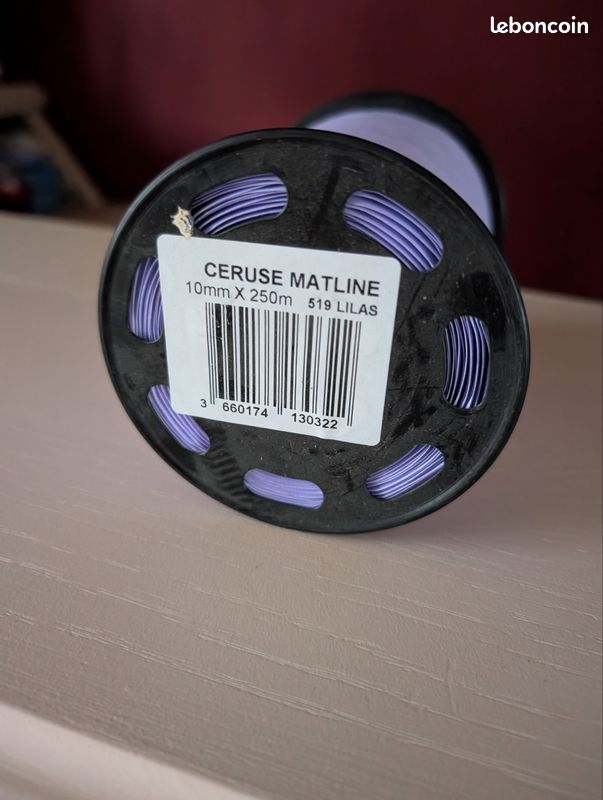 leboncoin
CERUSE MATLINE
10mm X 250m 519 LILAS
3 660174 130322